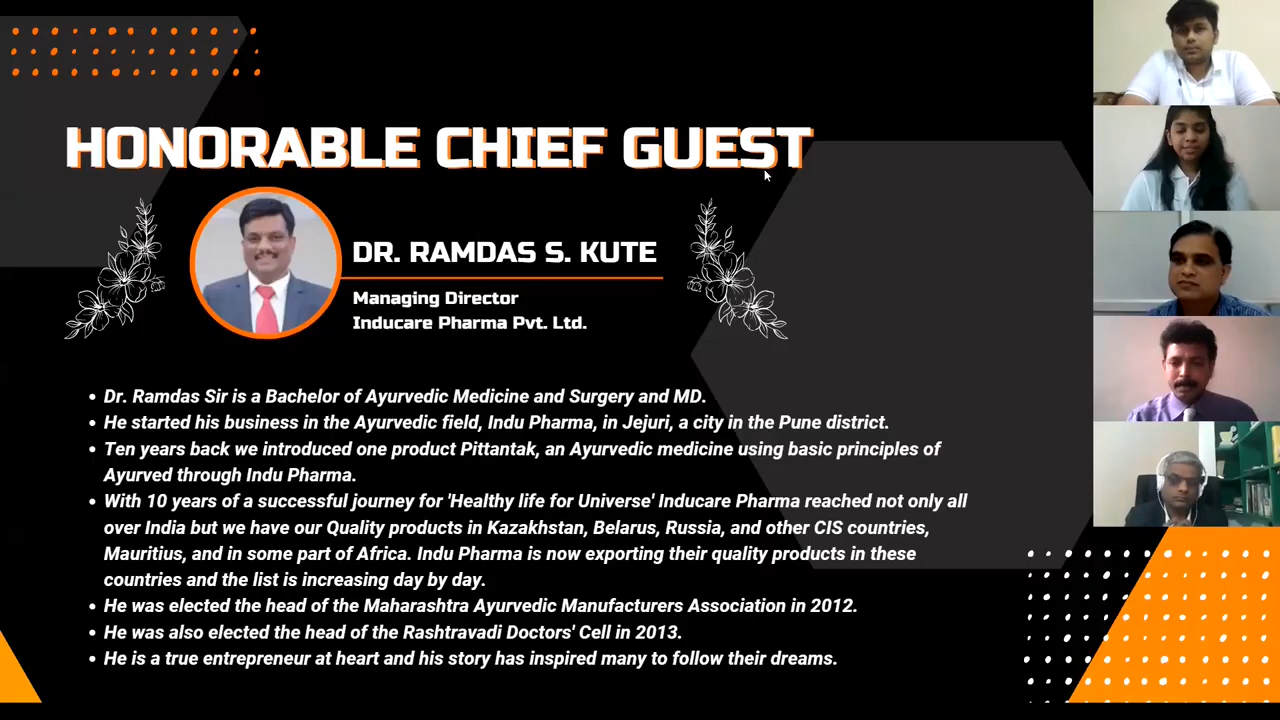 HONORABLE CHIEF GUEST
DR. RAMDAS S. KUTE
Managing Director
Inducare Pharma Pvt. Ltd.
• Dr. Ramdas Sir is a Bachelor of Ayurvedic Medicine and Surgery and MD.
• He started his business in the Ayurvedic field, Indu Pharma, in Jejuri, a city in the Pune district.
• Ten years back we introduced one product Pittantak, an Ayurvedic medicine using basic principles of
Ayurved through Indu Pharma.
• With 10 years of a successful journey for 'Healthy life for Universe' Inducare Pharma reached not only all
over India but we have our Quality products in Kazakhstan, Belarus, Russia, and other CIS countries,
Mauritius, and in some part of Africa. Indu Pharma is now exporting their quality products in these
countries and the list is increasing day by day.
• He was elected the head of the Maharashtra Ayurvedic Manufacturers Association in 2012.
• He was also elected the head of the Rashtravadi Doctors' Cell in 2013.
• He is a true entrepreneur at heart and his story has inspired many to follow their dreams.